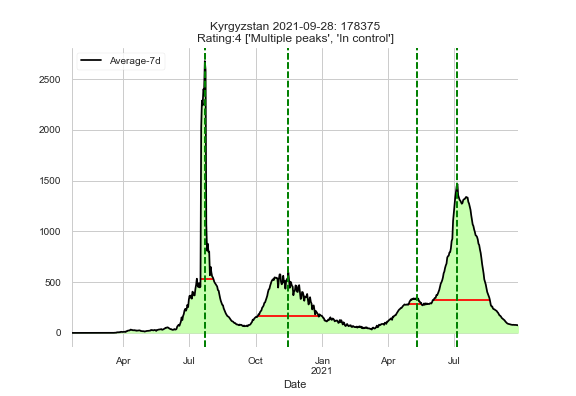 Kyrgyzstan 2021-09-28: 178375
Rating:4 ['Multiple peaks', 'In control']
Average-7d
2500
2000
1500
1000
500
0
Apr
Jul
Oct
Jan
2021
Apr
Jul
Date